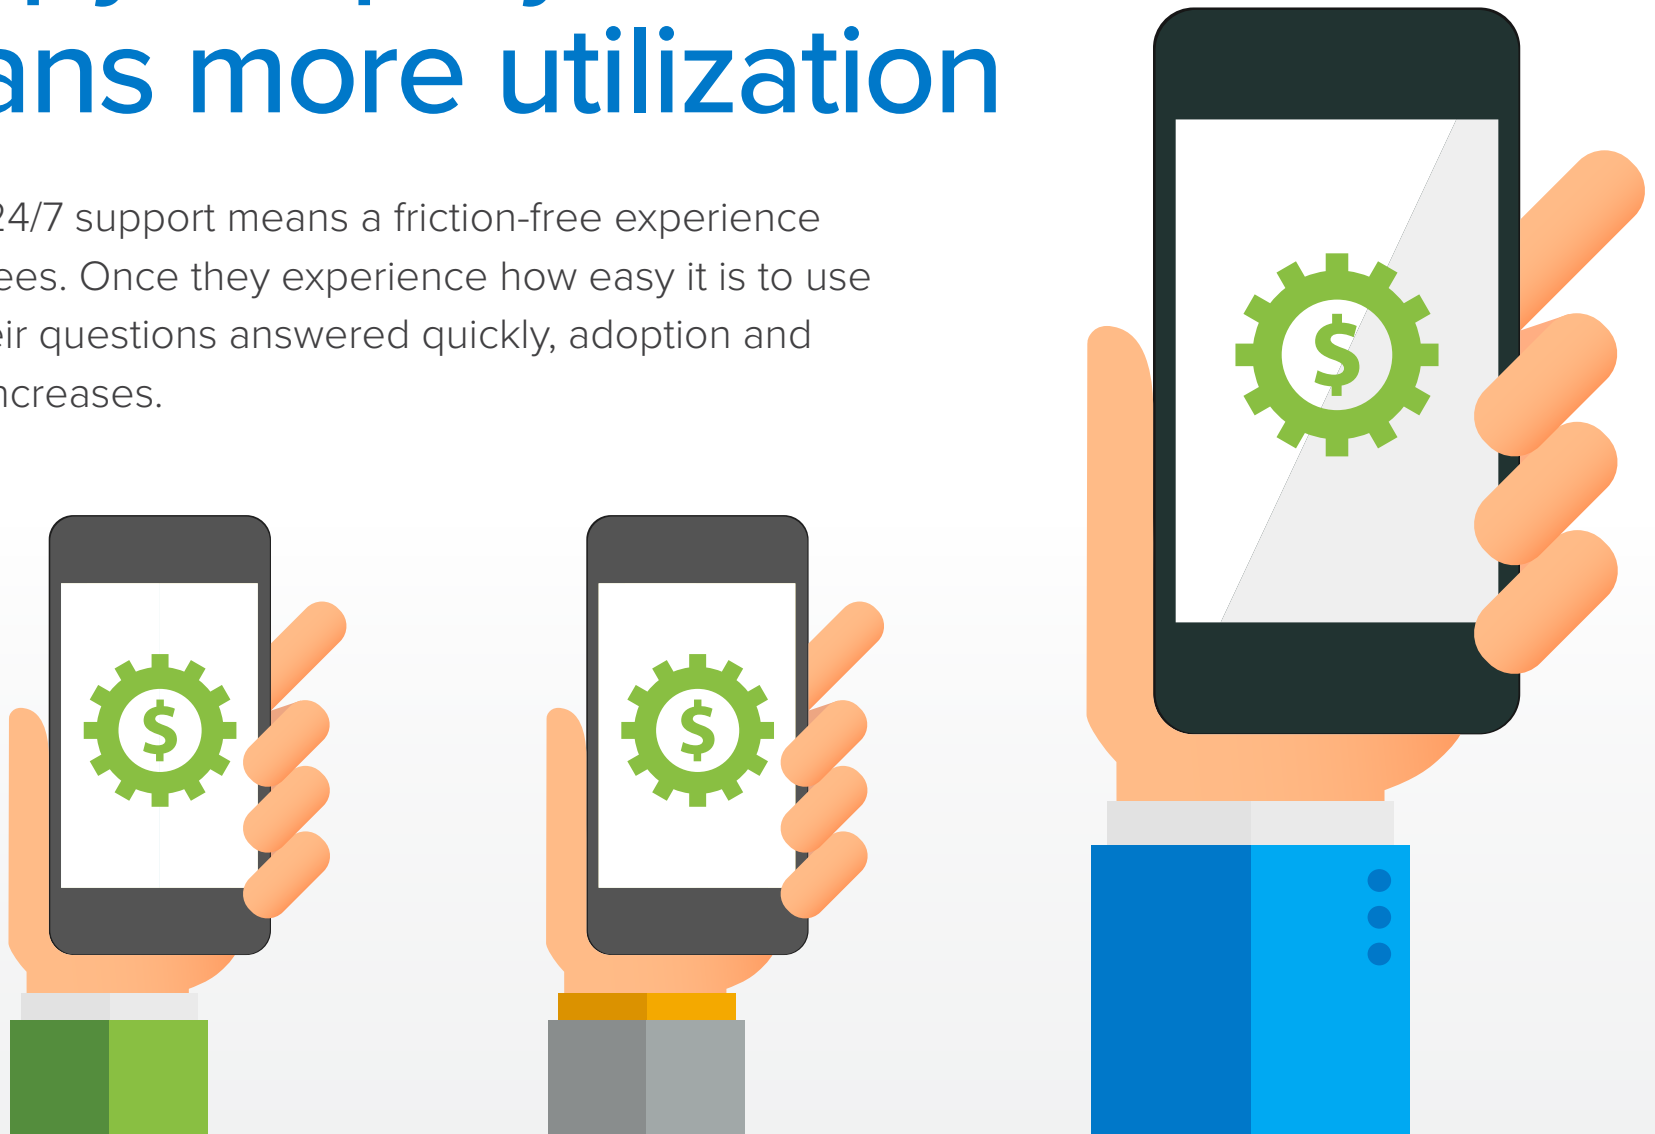 ans more utilization
24/7 support means a friction-free experience
ees. Once they experience how easy it is to use
eir questions answered quickly, adoption and
ncreases.
$
$
$